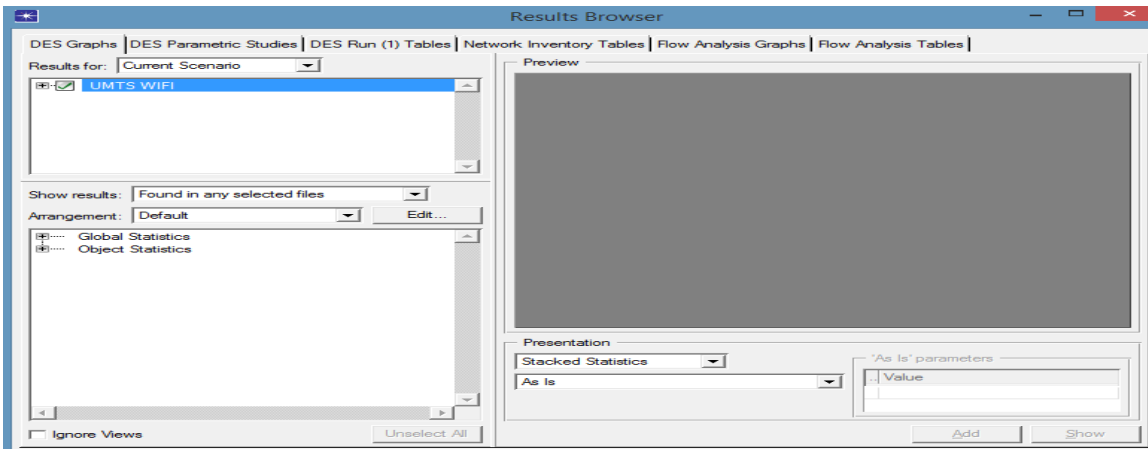 Results Browser
DES Graphs DES Parametric Studies DES Run (1) Tables Network Inventory Tables Flow Analysis Graphs Flow Analysis Tables
Results for: Current Scenario
UMTS WIFI
Show results: Found in any selected files
Arrangement: Default Edit...
Global Statistics
Object Statistics
Ignore Views Unselect All
Preview
Presentation
Stacked Statistics
As Is
'As Is' parameters
.. Value
Add Show